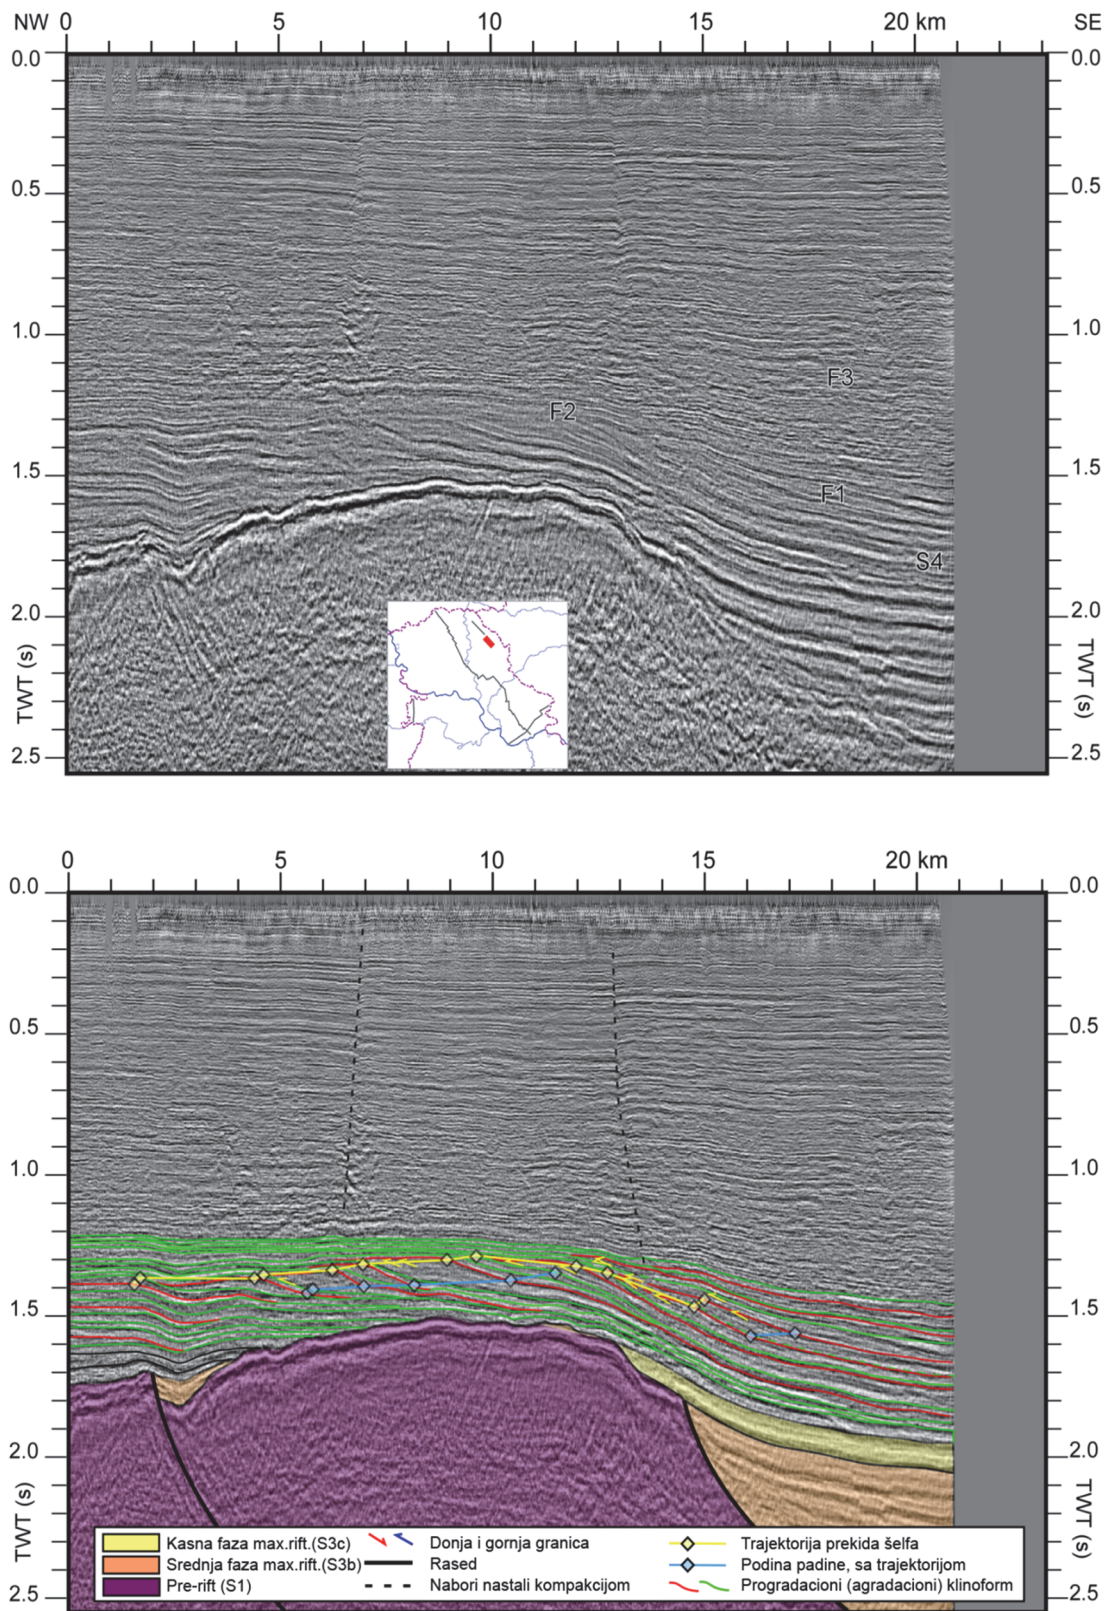 NW 0 5 10 15 20 km SE
0.0 0.0
0.5 0.5
1.0 1.0
F3
F2
1.5 1.5
F1
S4
2.0 2.0
TWT (s) TWT (s)
2.5 2.5
0 5 10 15 20 km
0.0 0.0
0.5 0.5
1.0 1.0
1.5 1.5
2.0 2.0
TWT (s) TWT (s)
Kasna faza max.rift.(S3c) Donja i gornja granica Trajektorija prekida šelfa
Srednja faza max.rift.(S3b) Rased Podina padine, sa trajektorijom
Pre-rift (S1) Nabori nastali kompakcijom Progradacioni (agradacioni) klinoform
2.5 2.5